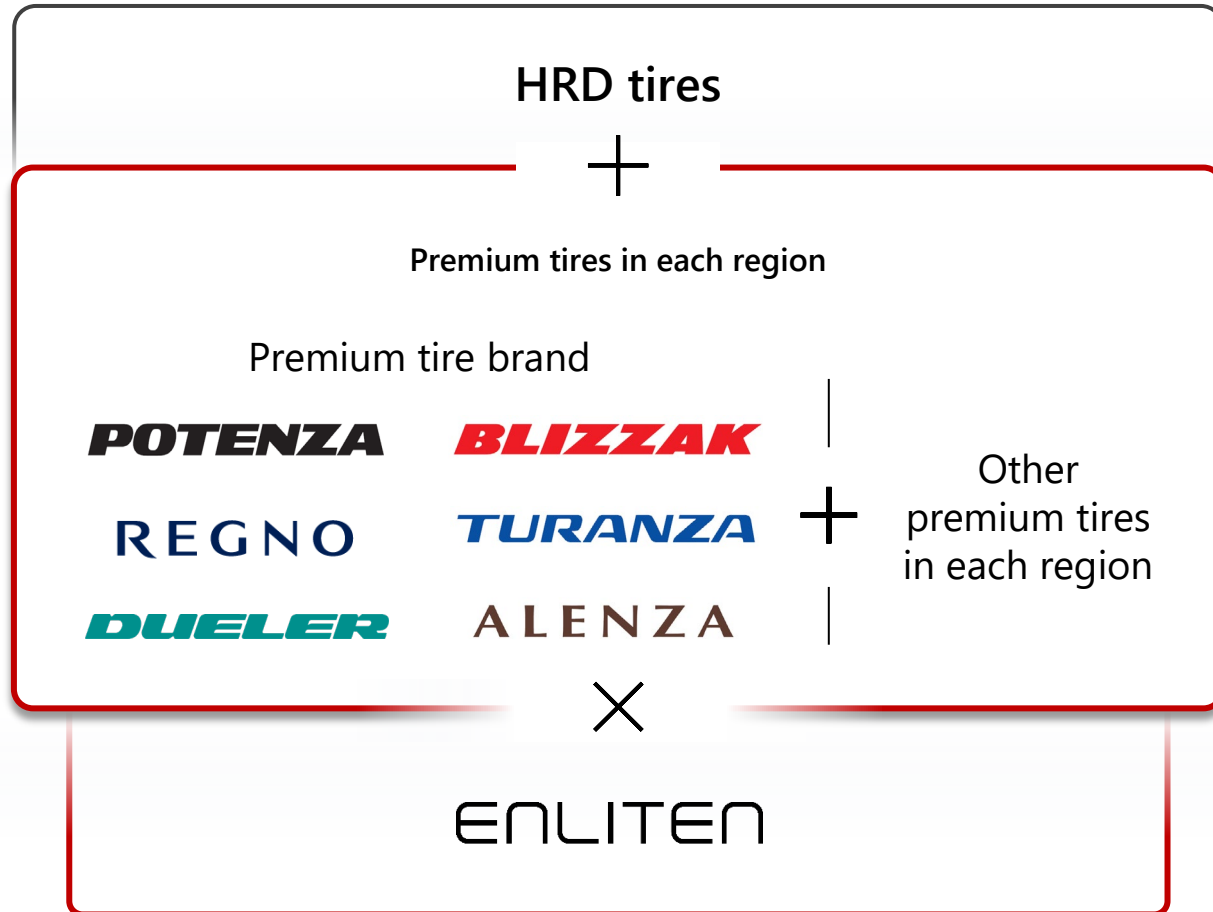 HRD tires
+
Premium tires in each region
Premium tire brand
POTENZA BLIZZAK
REGNO TURANZA
DUELER ALENZA
+
Other
premium tires
in each region
×
ENLITEN